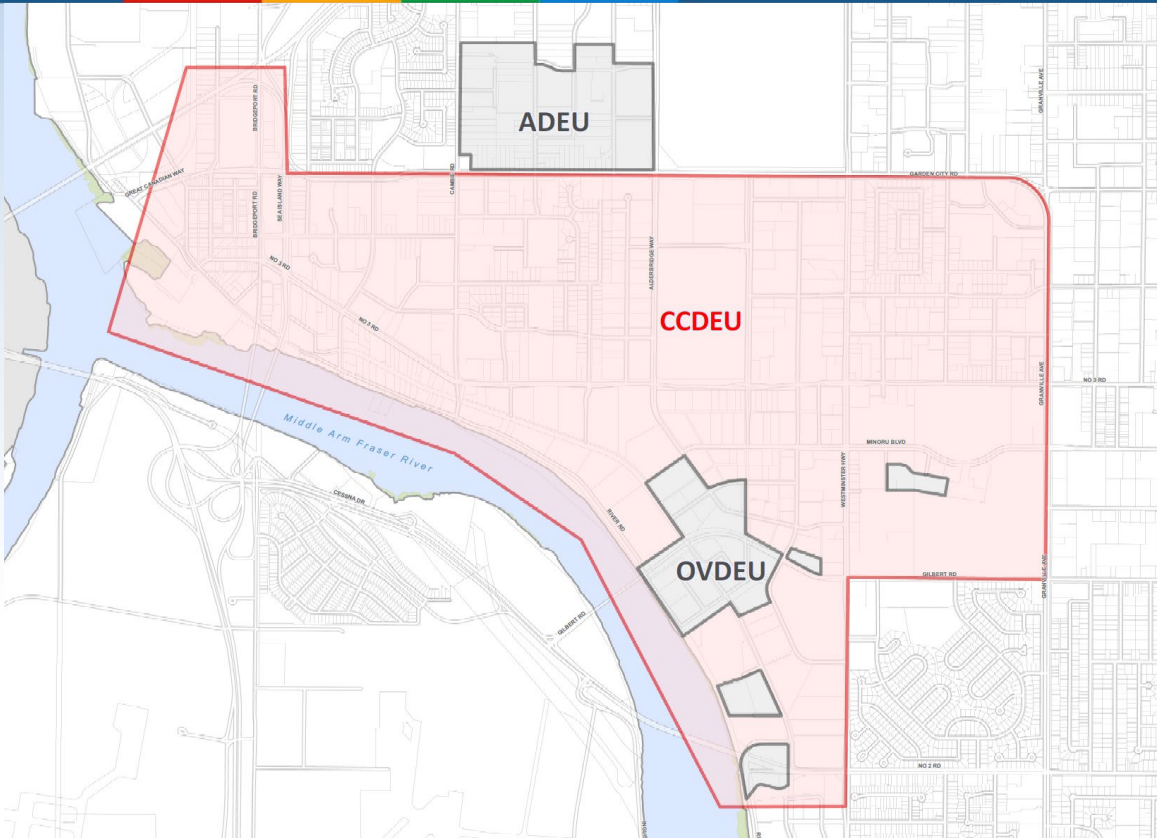 BRIDGEPORT RD
GRANVILLE AVE
ADEU
CAMBIE RD
GREAT CANADIAN WAY
GARDEN CITY RD
SEA ISLAND WAY
BRIDGEPORT RD
NO 3 RD
ALDERBRIDGE WAY
NO 3 RD
CCDEU
GRANVILLE AVE
NO 3 RD
Middle Arm Fraser River
MINORU BLVD
WESTMINSTER HWY
CESSNA DR
RIVER RD
OVDEU
GILBERT RD
GRANVILLE AVE
GILBERT RD
NO 2 RD